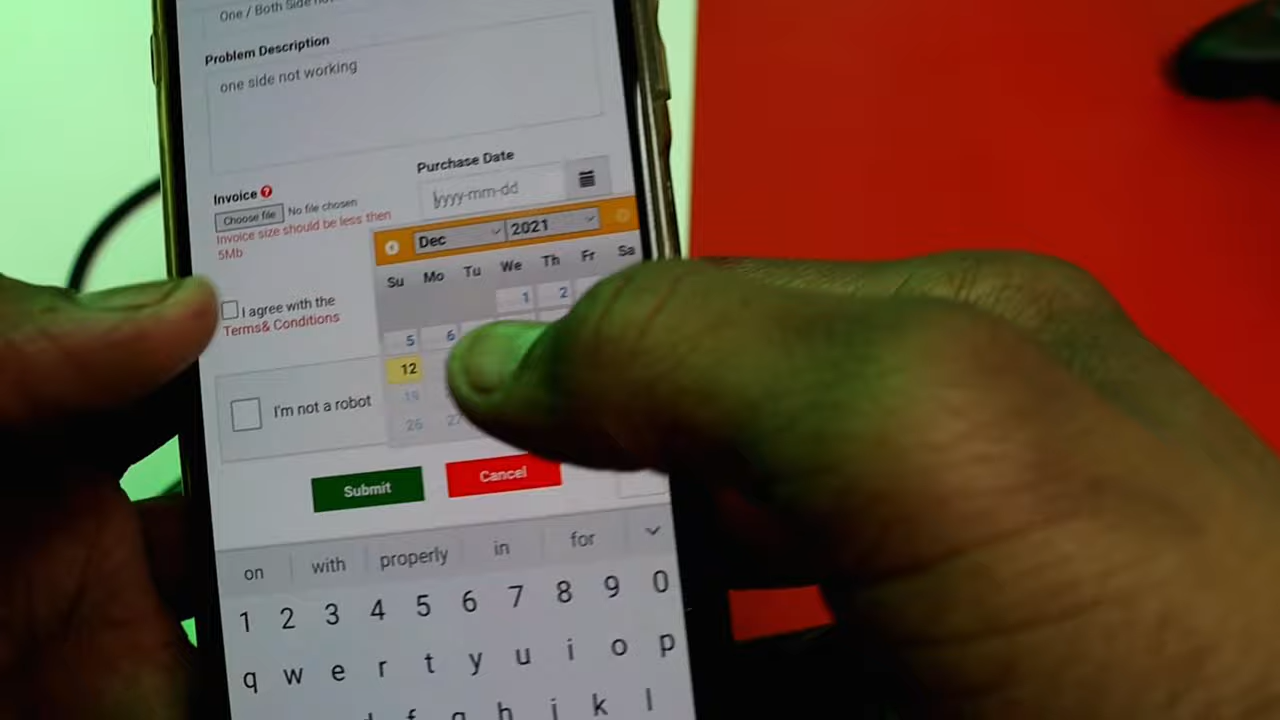 One / Both Side
Problem Description
one side not working
Purchase Date
yyyy-mm-dd
Invoice ?
Choose file No file chosen
Invoice size should be less then
5Mb
Dec 2021
Su Mo Tu We Th Fr Sa
1 2
5 6
12
19
26 27
I agree with the
Terms& Conditions
I'm not a robot
Submit Cancel
on with properly in for
1 2 3 4 5 6 7 8 9 0
q w e r t y u i o p
f g h j k l